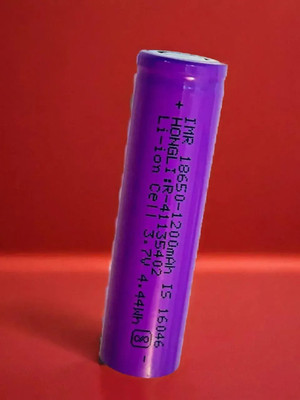 + IMR 18650-1200mAh IS 16046
HONGLI:R-41135402
Li-ion Cell 3.7V 4.44Wh
-